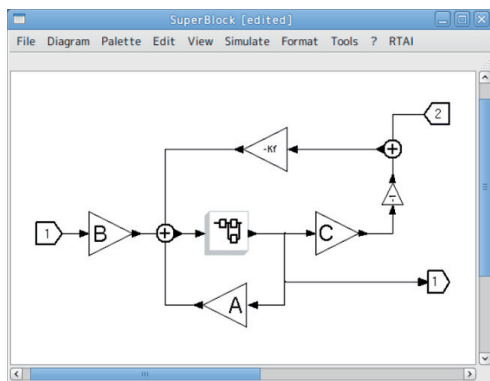 SuperBlock [edited]
File Diagram Palette Edit View Simulate Format Tools ? RTAI
2
-Kf
1
B
C
1
A